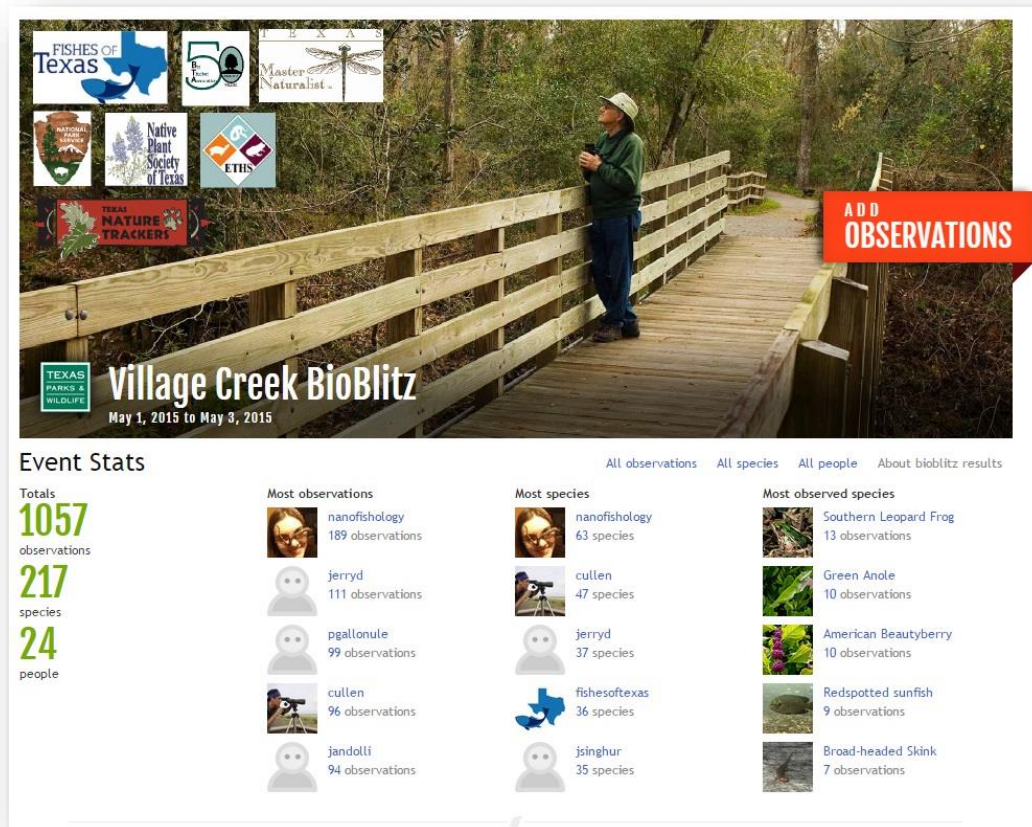 FISHES OF
Texas
50
TEXAS
Master
Naturalist
NATIONAL
PARK
SERVICE
Native
Plant
Society
of Texas
ETHS
TEXAS
NATURE
TRACKERS
ADD
OBSERVATIONS
TEXAS
PARKS &
WILDLIFE
Village Creek BioBlitz
May 1, 2015 to May 3, 2015
Event Stats
All observations All species All people About bioblitz results
Totals
1057
observations
217
species
24
people
Most observations
nanofishology
189 observations
jerryd
111 observations
pgallonule
99 observations
cullen
96 observations
jandolli
94 observations
Most species
nanofishology
63 species
cullen
47 species
jerryd
37 species
fishesoftexas
36 species
jsinghur
35 species
Most observed species
Southern Leopard Frog
13 observations
Green Anole
10 observations
American Beautyberry
10 observations
Redspotted sunfish
9 observations
Broad-headed Skink
7 observations